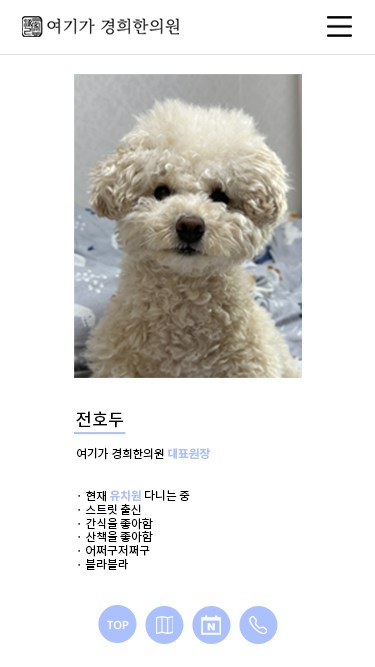 여기가 경희한의원
전호두
여기가 경희한의원 대표원장
· 현재 유치원 다니는 중
· 스트릿 출신
· 간식을 좋아함
· 산책을 좋아함
· 어쩌구저쩌구
· 블라블라
TOP
N